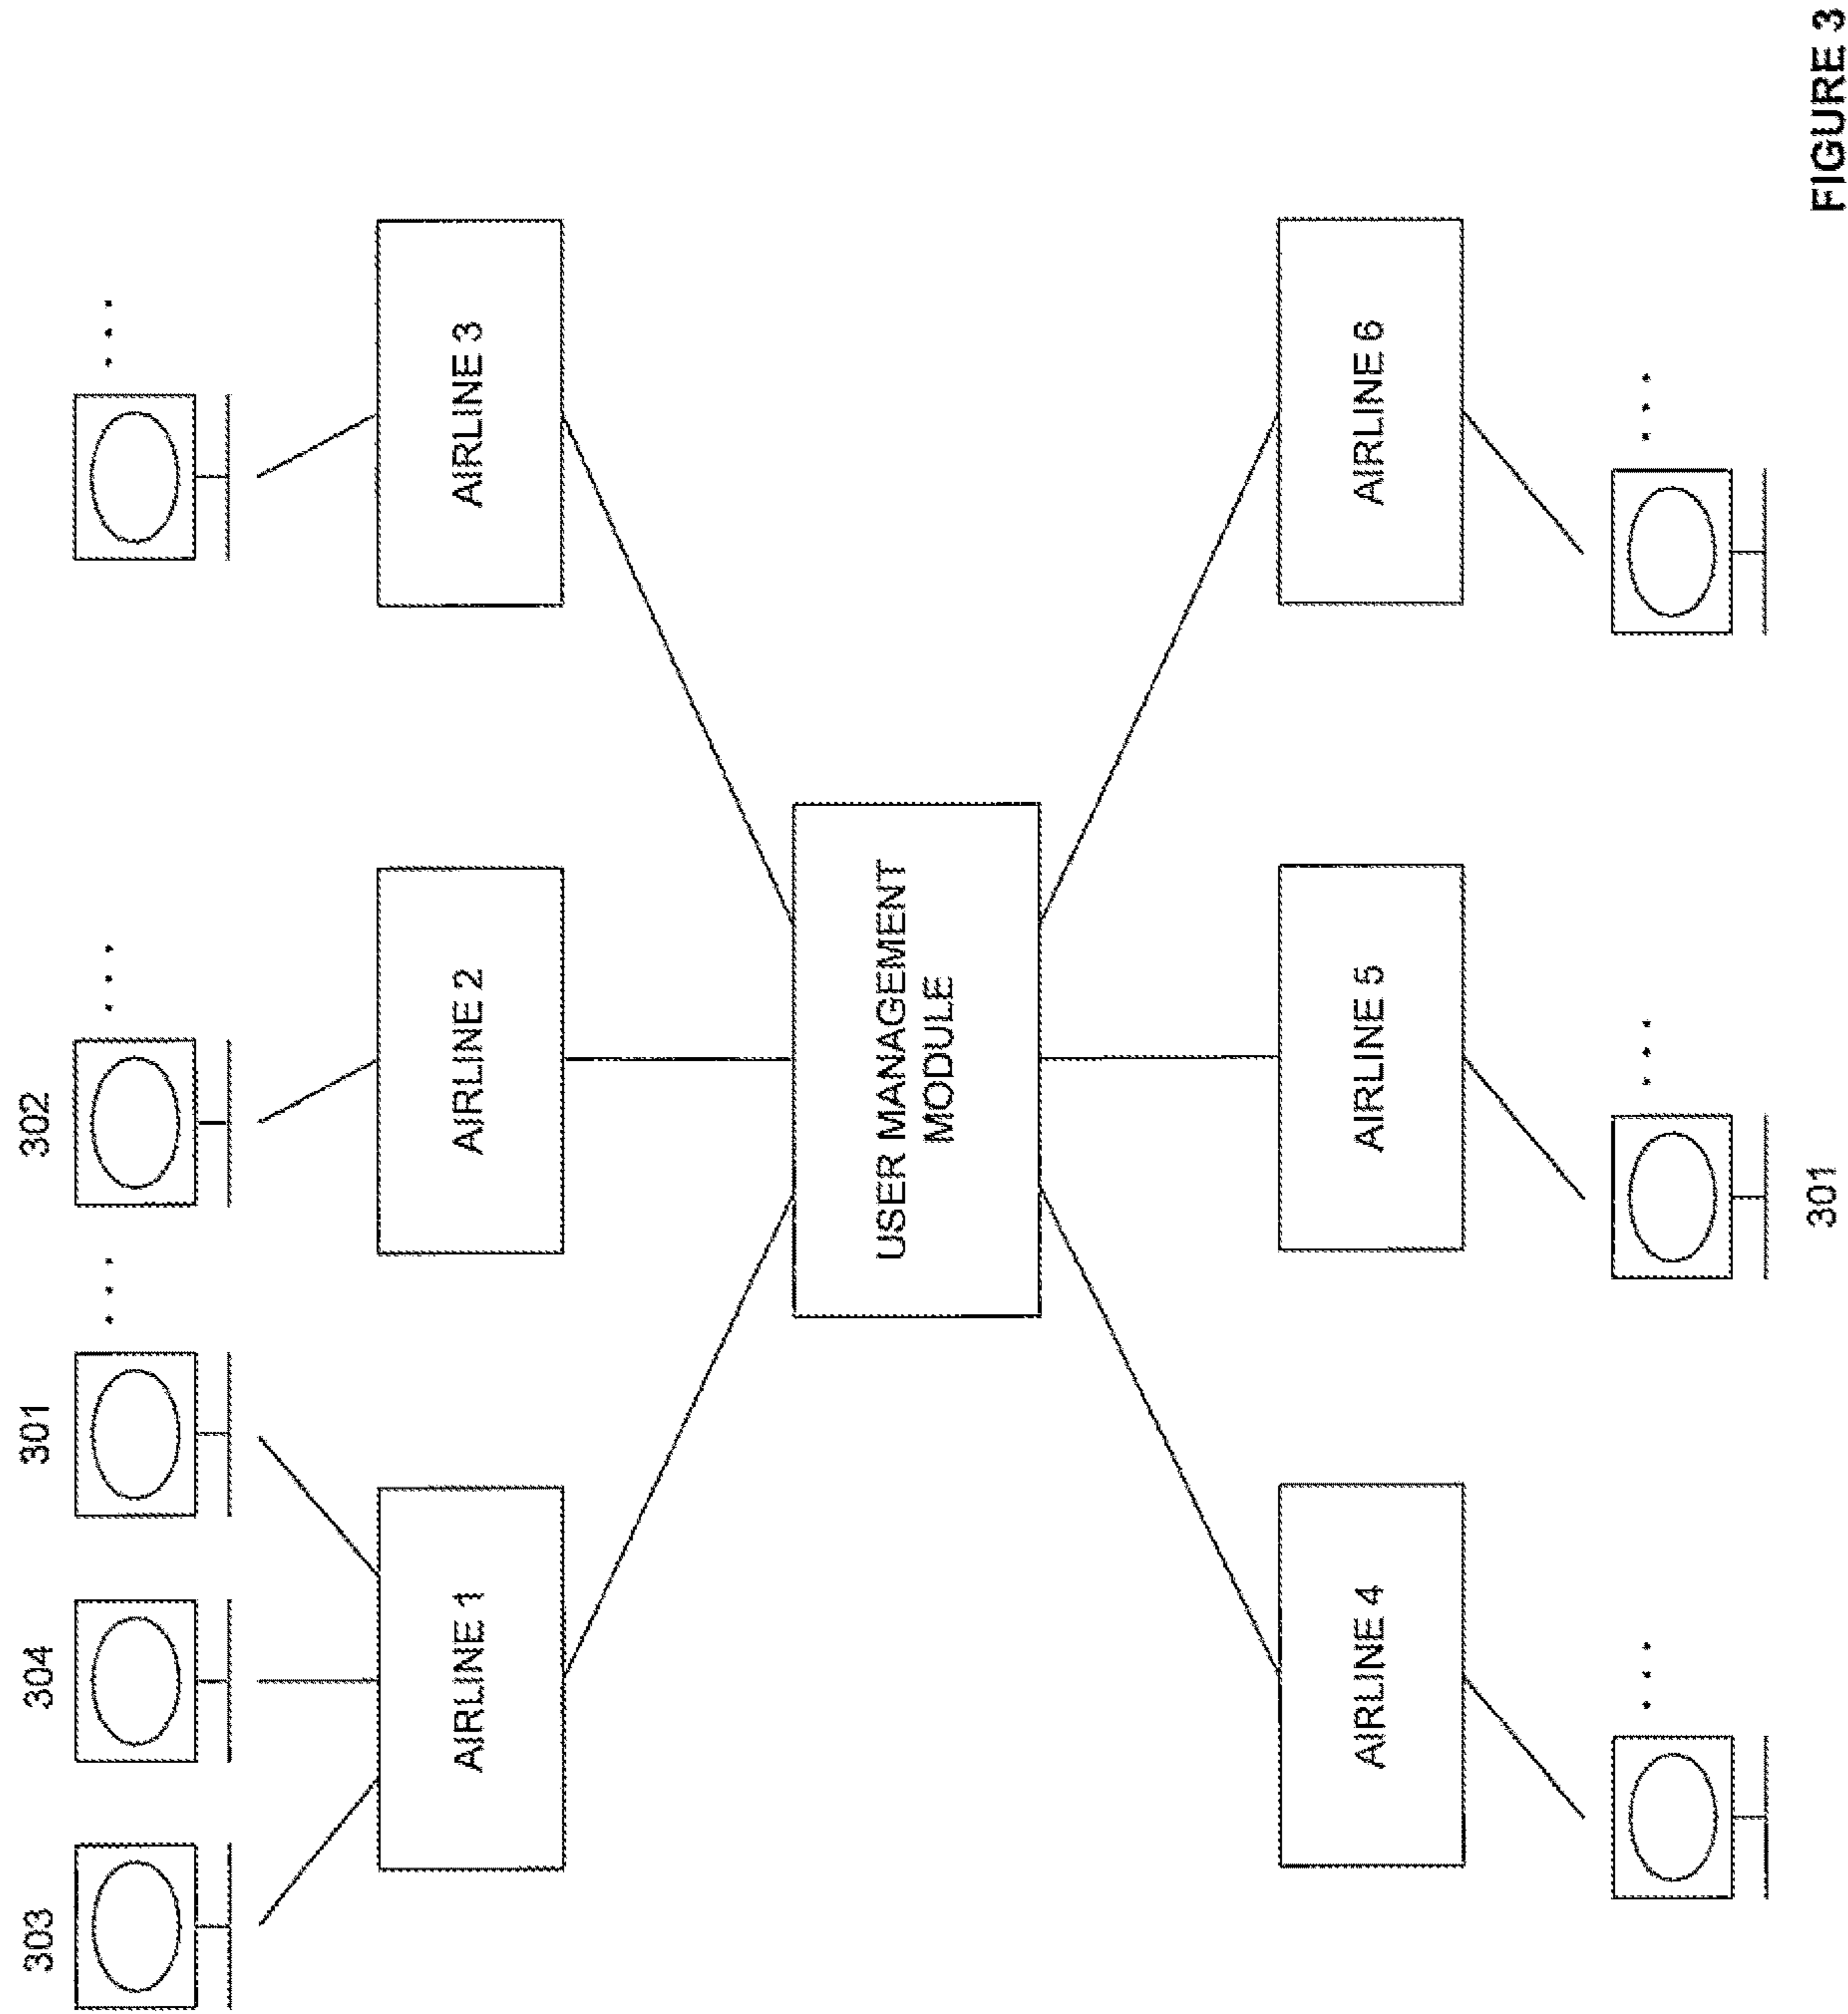 303
304
301
302
AIRLINE 1
AIRLINE 2
AIRLINE 3
USER MANAGEMENT
MODULE
AIRLINE 4
AIRLINE 5
AIRLINE 6
301
FIGURE 3